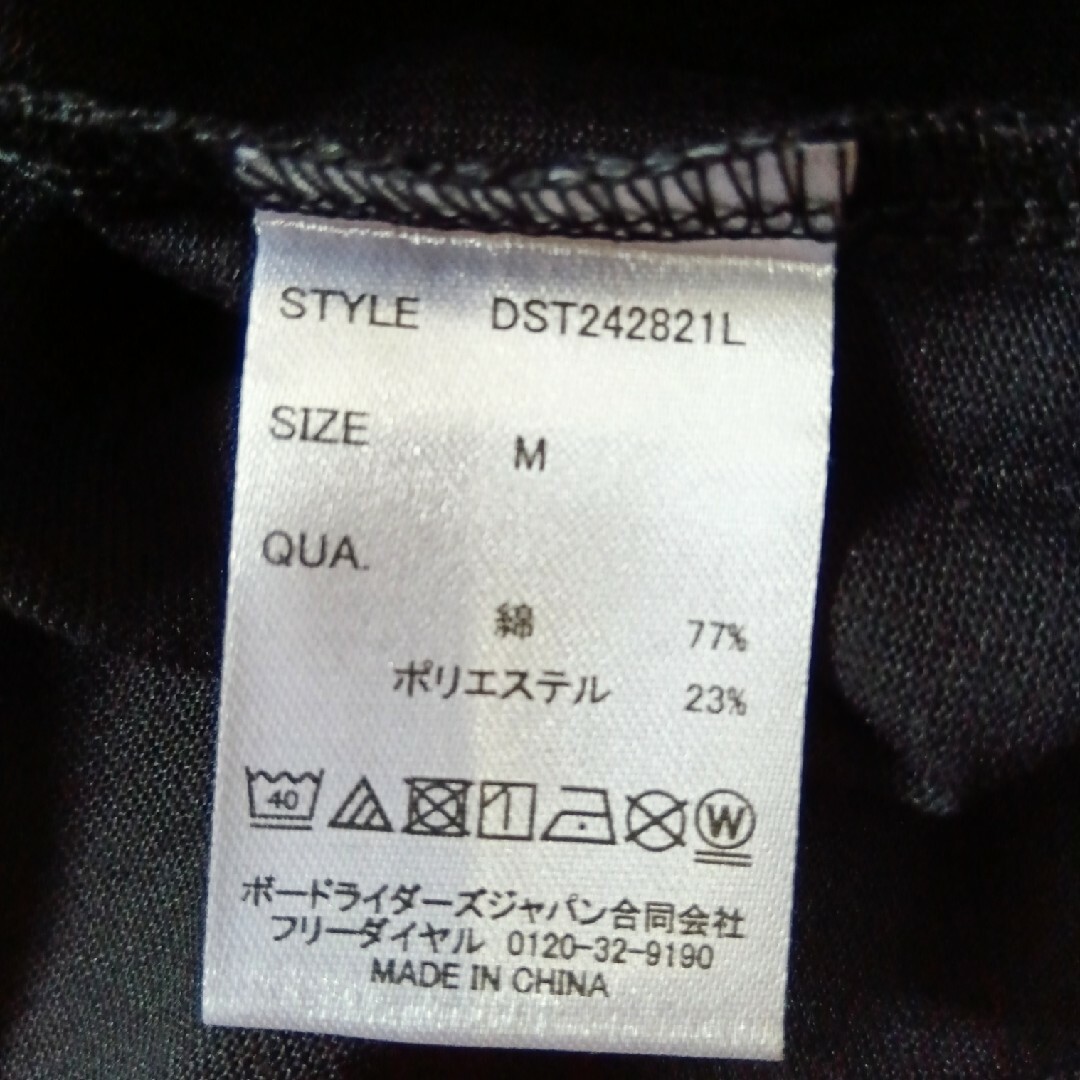 STYLE DST242821L
SIZE M
QUA.
綿 77%
ポリエステル 23%
40
W
ボードライダーズジャパン合同会社
フリーダイヤル 0120-32-9190
MADE IN CHINA